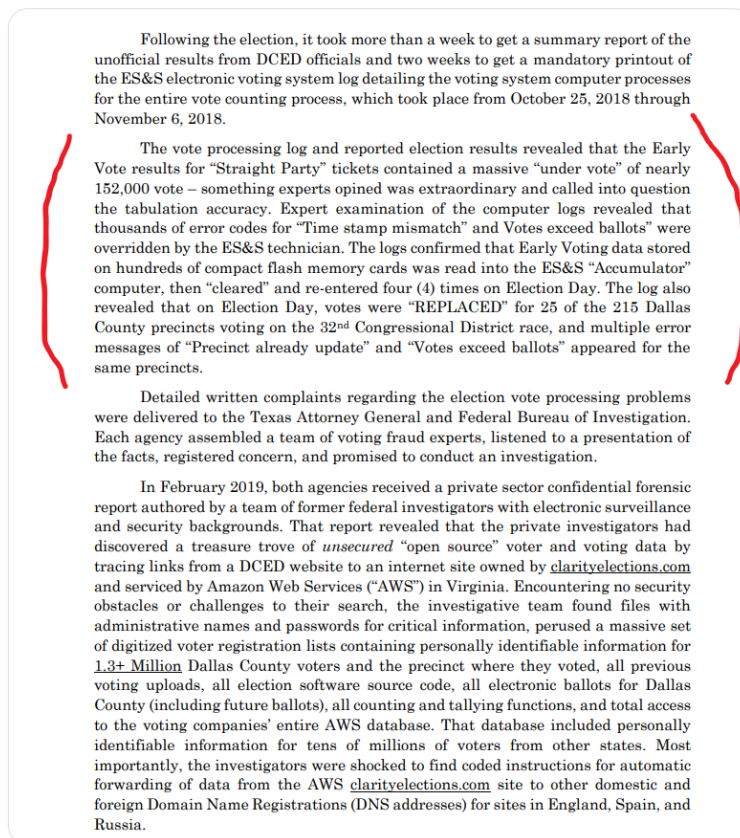 Following the election, it took more than a week to get a summary report of the
unofficial results from DCED officials and two weeks to get a mandatory printout of
the ES&S electronic voting system log detailing the voting system computer processes
for the entire vote counting process, which took place from October 25, 2018 through
November 6, 2018.
The vote processing log and reported election results revealed that the Early
Vote results for “Straight Party” tickets contained a massive “under vote” of nearly
152,000 vote – something experts opined was extraordinary and called into question
the tabulation accuracy. Expert examination of the computer logs revealed that
thousands of error codes for “Time stamp mismatch” and Votes exceed ballots” were
overridden by the ES&S technician. The logs confirmed that Early Voting data stored
on hundreds of compact flash memory cards was read into the ES&S “Accumulator”
computer, then “cleared” and re-entered four (4) times on Election Day. The log also
revealed that on Election Day, votes were “REPLACED” for 25 of the 215 Dallas
County precincts voting on the 32nd Congressional District race, and multiple error
messages of “Precinct already update” and “Votes exceed ballots” appeared for the
same precincts.
Detailed written complaints regarding the election vote processing problems
were delivered to the Texas Attorney General and Federal Bureau of Investigation.
Each agency assembled a team of voting fraud experts, listened to a presentation of
the facts, registered concern, and promised to conduct an investigation.
In February 2019, both agencies received a private sector confidential forensic
report authored by a team of former federal investigators with electronic surveillance
and security backgrounds. That report revealed that the private investigators had
discovered a treasure trove of unsecured “open source” voter and voting data by
tracing links from a DCED website to an internet site owned by clarityelections.com
and serviced by Amazon Web Services (“AWS”) in Virginia. Encountering no security
obstacles or challenges to their search, the investigative team found files with
administrative names and passwords for critical information, perused a massive set
of digitized voter registration lists containing personally identifiable information for
1.3+ Million Dallas County voters and the precinct where they voted, all previous
voting uploads, all election software source code, all electronic ballots for Dallas
County (including future ballots), all counting and tallying functions, and total access
to the voting companies’ entire AWS database. That database included personally
identifiable information for tens of millions of voters from other states. Most
importantly, the investigators were shocked to find coded instructions for automatic
forwarding of data from the AWS clarityelections.com site to other domestic and
foreign Domain Name Registrations (DNS addresses) for sites in England, Spain, and
Russia.